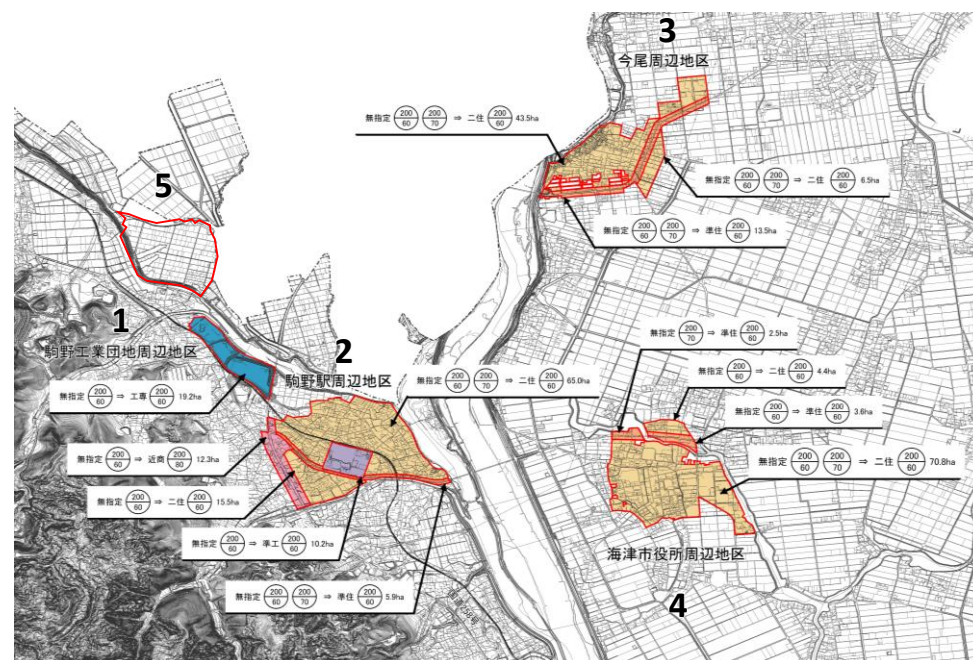 3
今尾周辺地区
無指定 200/60 200/70 ⇒ 二住 200/60 43.5ha
無指定 200/60 200/70 ⇒ 二住 200/60 6.5ha
無指定 200/60 200/70 ⇒ 準住 200/60 13.5ha
5
1
駒野工業団地周辺地区
無指定 200/60 ⇒ 工専 200/60 19.2ha
2
駒野駅周辺地区
無指定 200/60 200/70 ⇒ 二住 200/60 65.0ha
無指定 200/60 ⇒ 近商 200/80 12.3ha
無指定 200/60 ⇒ 二住 200/60 15.5ha
無指定 200/60 ⇒ 準工 200/60 10.2ha
無指定 200/60 200/70 ⇒ 準住 200/60 5.9ha
無指定 200/70 ⇒ 準住 200/60 2.5ha
無指定 200/60 ⇒ 二住 200/60 4.4ha
無指定 200/60 ⇒ 準住 200/60 3.6ha
無指定 200/60 200/70 ⇒ 二住 200/60 70.8ha
海津市役所周辺地区
4